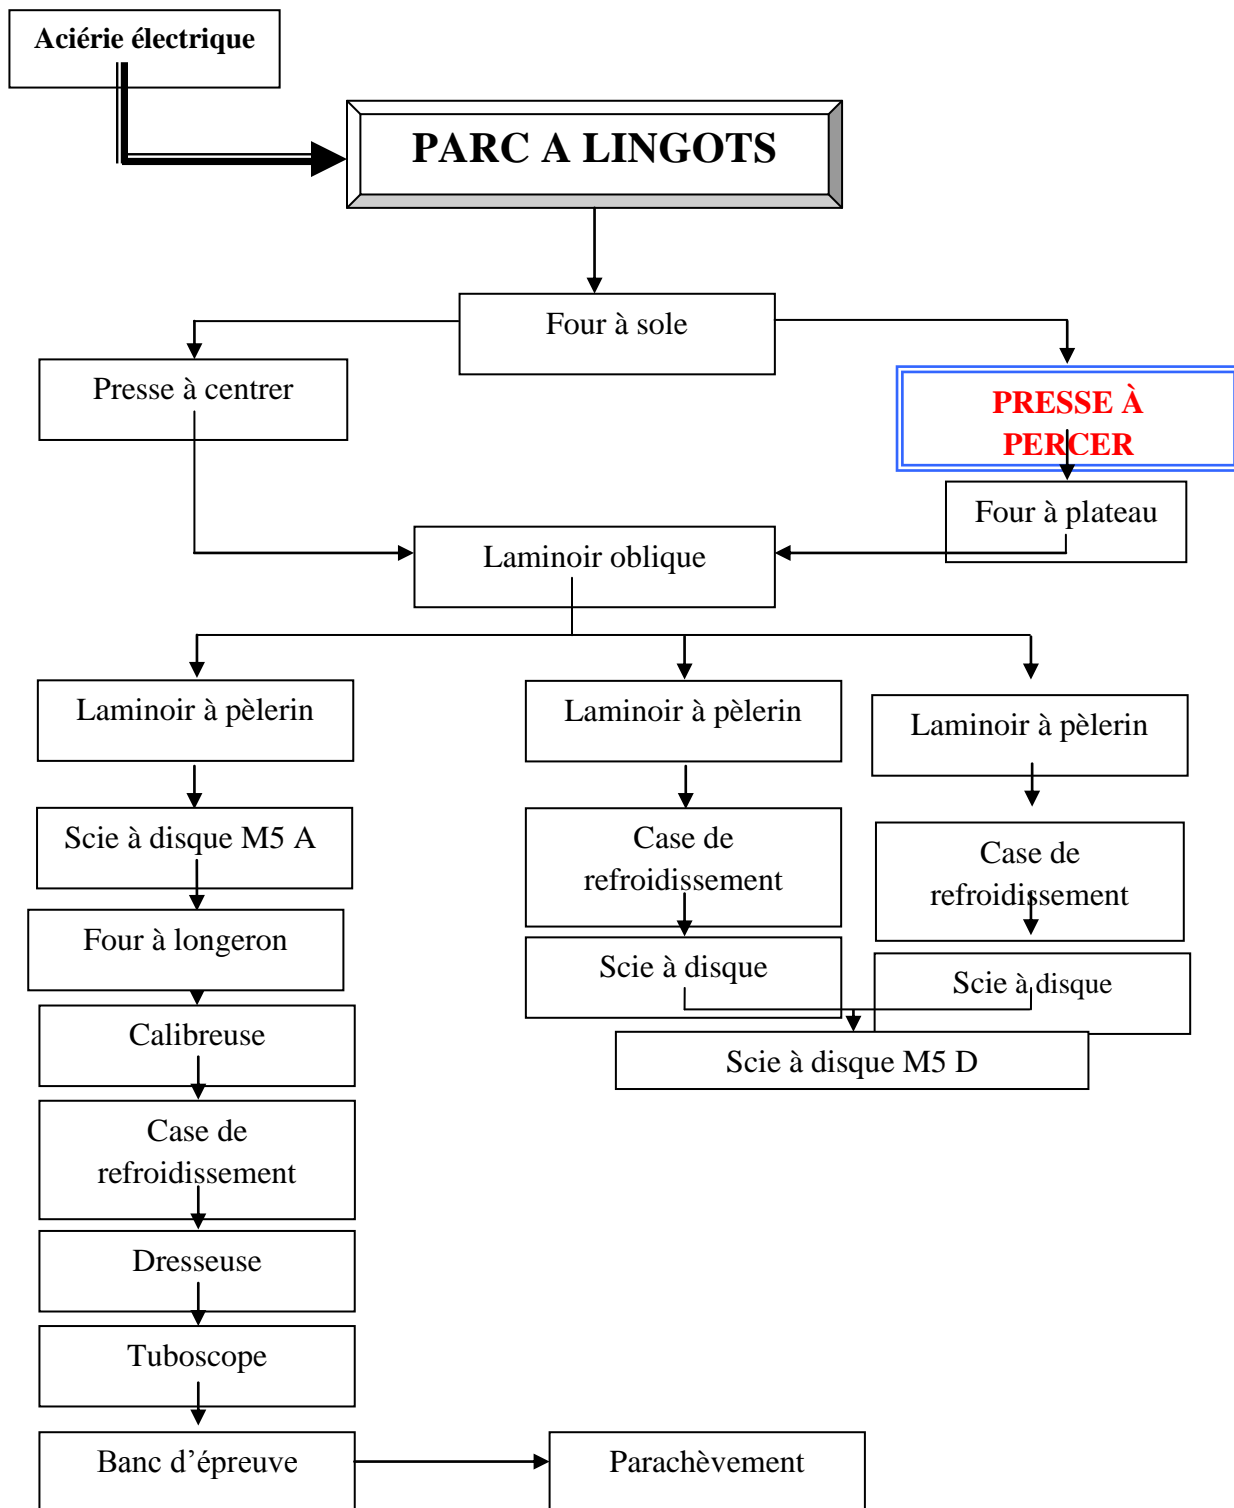 Aciérie électrique
PARC A LINGOTS
Four à sole
Presse à centrer
PRESSE À
PERCER
Four à plateau
Laminoir oblique
Laminoir à pèlerin
Laminoir à pèlerin
Laminoir à pèlerin
Scie à disque M5 A
Case de
refroidissement
Case de
refroidissement
Four à longeron
Scie à disque
Scie à disque
Calibreuse
Scie à disque M5 D
Case de
refroidissement
Dresseuse
Tuboscope
Banc d’épreuve
Parachèvement